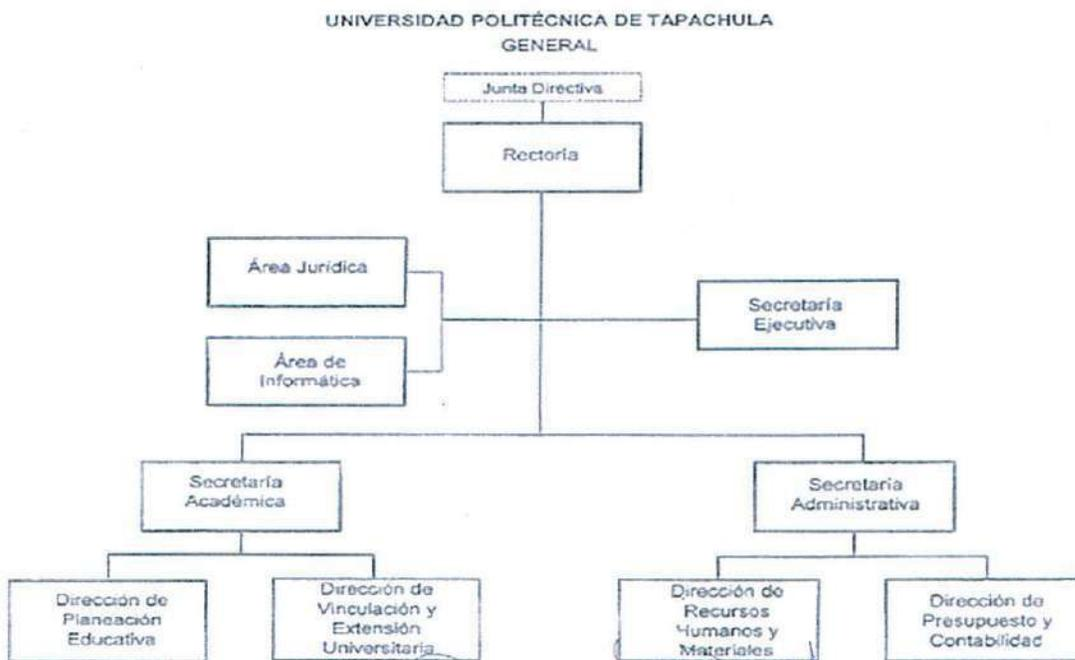 UNIVERSIDAD POLITÉCNICA DE TAPACHULA
GENERAL
Junta Directiva
Rectoría
Área Jurídica
Secretaría
Ejecutiva
Área de
Informática
Secretaría
Académica
Secretaría
Administrativa
Dirección de
Planeación
Educativa
Dirección de
Vinculación y
Extensión
Universitaria
Dirección de
Recursos
Humanos y
Materiales
Dirección de
Presupuesto y
Contabilidad